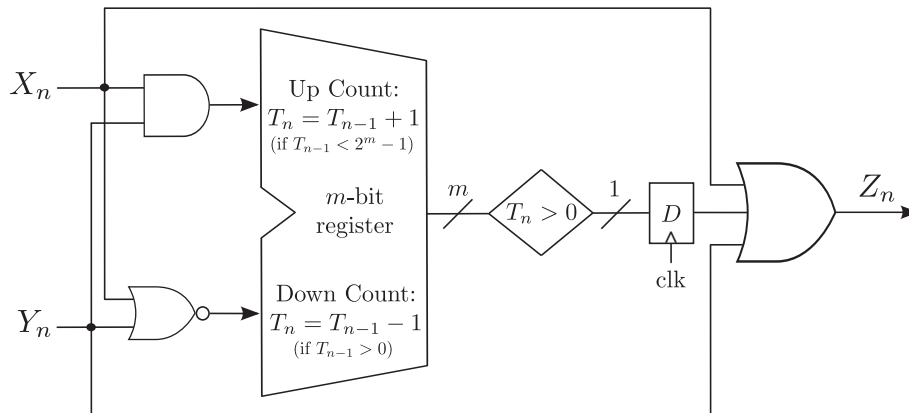 X_n
Y_n
Up Count:
T_n = T_{n-1} + 1
(if T_{n-1} < 2^m - 1)
m-bit
register
Down Count:
T_n = T_{n-1} - 1
(if T_{n-1} > 0)
m
T_n > 0
1
D
clk
Z_n